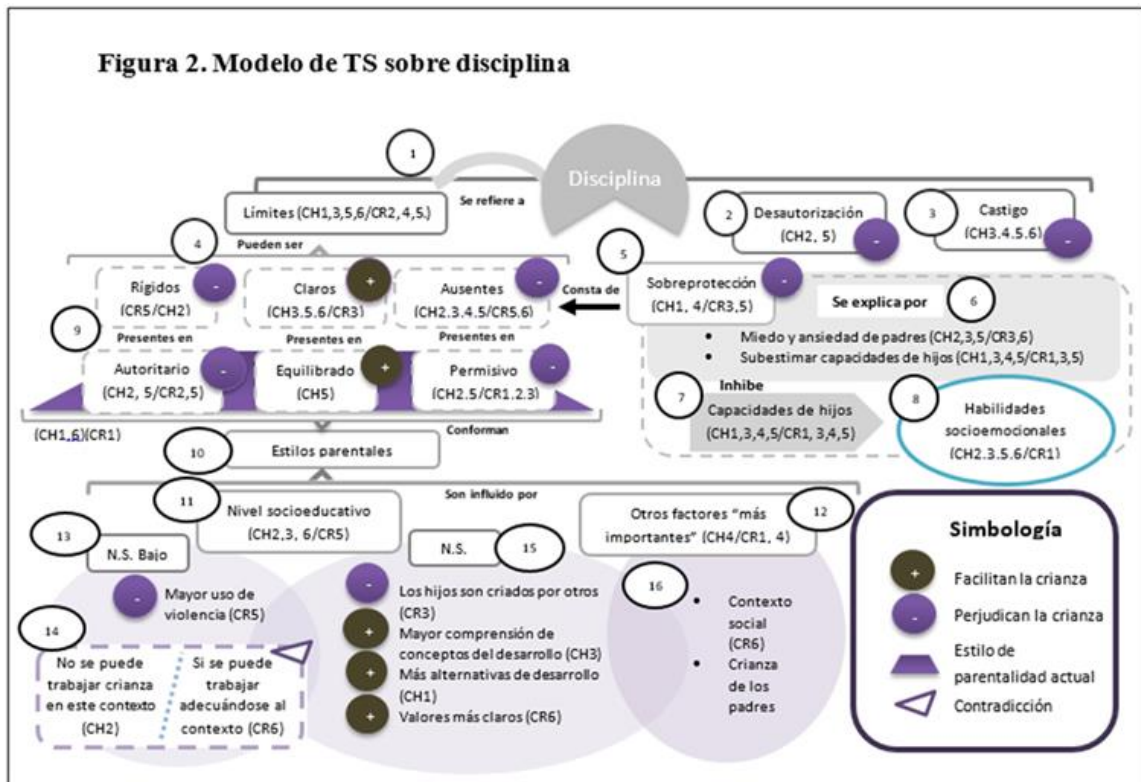 Figura 2. Modelo de TS sobre disciplina
Disciplina
1
Se refiere a
Límites (CH1,3,5,6/CR2, 4,5.)
2
Desautorización
(CH2, 5)
-
3
Castigo
(CH3.4.5.6)
-
4
Pueden ser
Rígidos
(CR5/CH2)
-
Claros
(CH3.5.6/CR3)
+
Ausentes
(CH2.3.4.5/CR5.6)
-
Consta de
5
Sobreprotección
(CH1, 4/CR3,5)
-
Se explica por
6
• Miedo y ansiedad de padres (CH2,3,5/CR3,6)
• Subestimar capacidades de hijos (CH1,3,4,5/CR1,3,5)
Inhibe
7
Capacidades de hijos
(CH1,3,4,5/CR1, 3,4,5)
8
Habilidades
socioemocionales
(CH2.3.5.6/CR1)
9
Presentes en
Presentes en
Presentes en
Autoritario
(CH2, 5/CR2,5)
-
Equilibrado
(CH5)
+
Permisivo
(CH2.5/CR1.2.3)
-
(CH1,6)(CR1)
Conforman
10
Estilos parentales
Son influido por
11
Nivel socioeducativo
(CH2,3, 6/CR5)
12
Otros factores “más
importantes” (CH4/CR1, 4)
13
N.S. Bajo
-
Mayor uso de
violencia (CR5)
14
No se puede
trabajar crianza
en este contexto
(CH2)
Si se puede
trabajar
adecuándose al
contexto (CR6)
N.S.
15
-
Los hijos son criados por otros
(CR3)
+
Mayor comprensión de
conceptos del desarrollo (CH3)
+
Más alternativas de desarrollo
(CH1)
+
Valores más claros (CR6)
16
• Contexto
social
(CR6)
• Crianza
de los
padres
Simbología
+
Facilitan la crianza
-
Perjudican la crianza
Estilo de
parentalidad actual
Contradicción